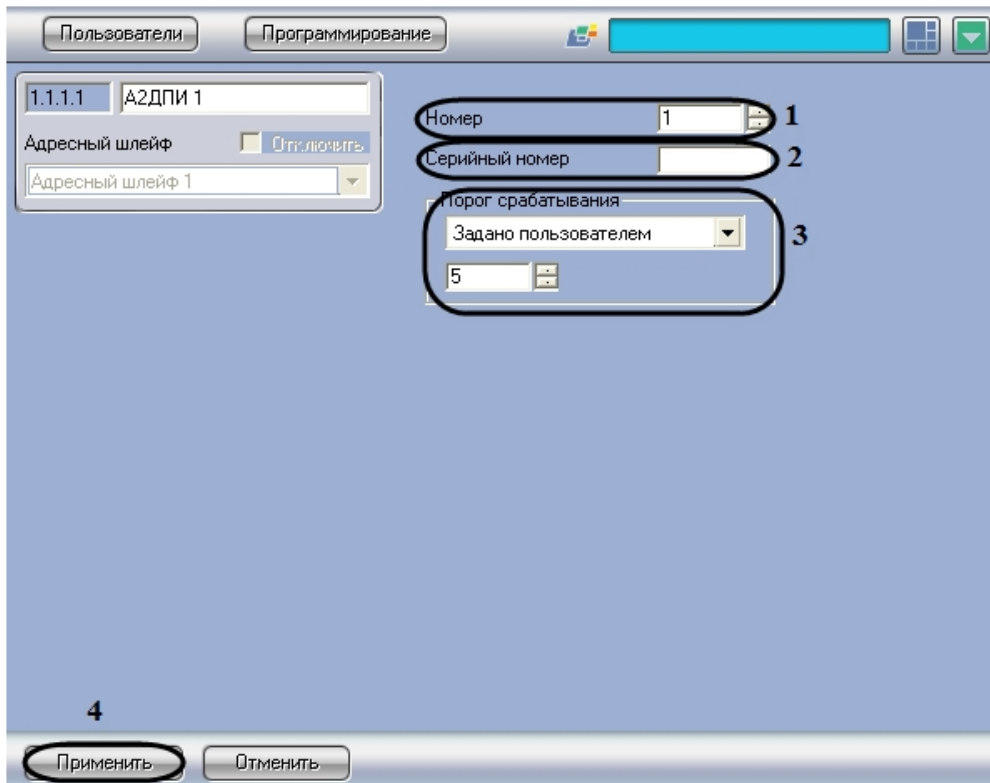 Пользователи
Программирование
1.1.1.1
А2ДПИ 1
Адресный шлейф
Отключить
Адресный шлейф 1
Номер
1
1
Серийный номер
2
Порог срабатывания
Задано пользователем
3
5
4
Применить
Отменить